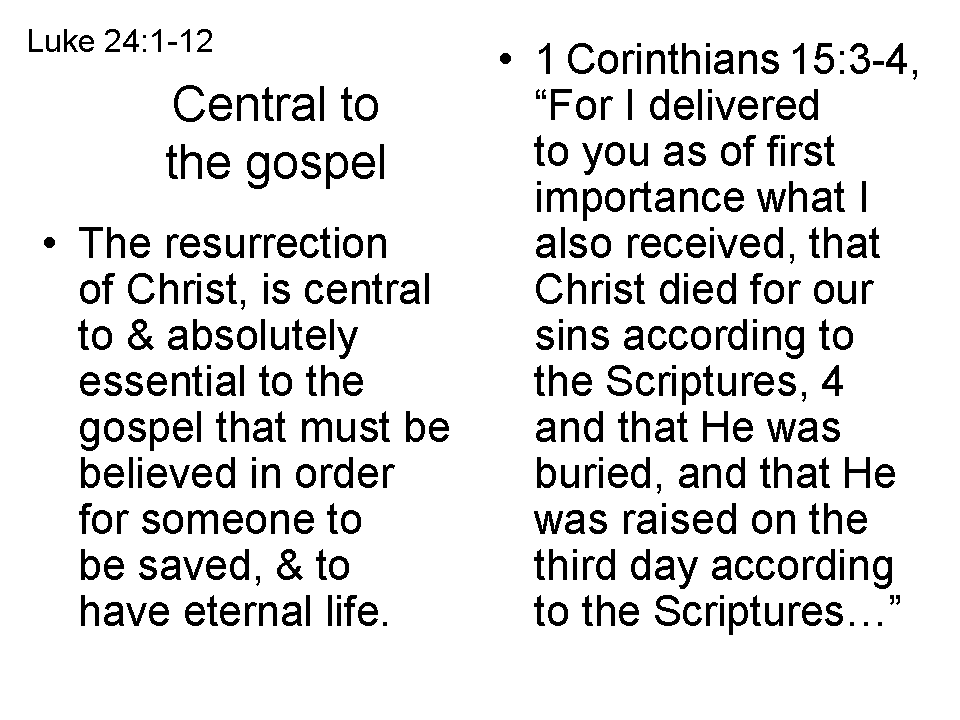 Luke 24:1-12
Central to
the gospel
• The resurrection
of Christ, is central
to & absolutely
essential to the
gospel that must be
believed in order
for someone to
be saved, & to
have eternal life.
• 1 Corinthians 15:3-4,
“For I delivered
to you as of first
importance what I
also received, that
Christ died for our
sins according to
the Scriptures, 4
and that He was
buried, and that He
was raised on the
third day according
to the Scriptures…”